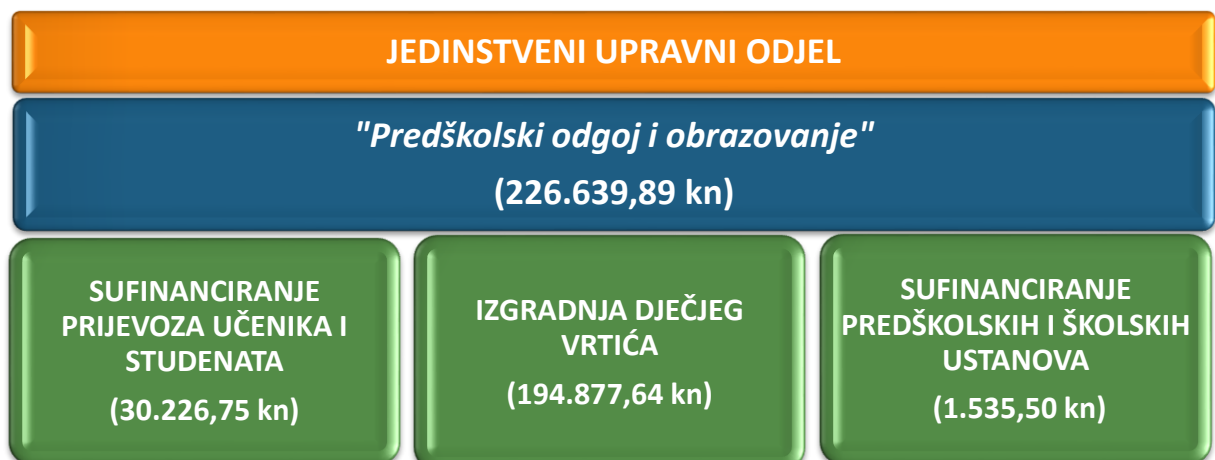 JEDINSTVENI UPRAVNI ODJEL
"Predškolski odgoj i obrazovanje"
(226.639,89 kn)
SUFINANCIRANJE
PRIJEVOZA UČENIKA I
STUDENATA
(30.226,75 kn)
IZGRADNJA DJEČJEG
VRTIĆA
(194.877,64 kn)
SUFINANCIRANJE
PREDŠKOLSKIH I ŠKOLSKIH
USTANOVA
(1.535,50 kn)